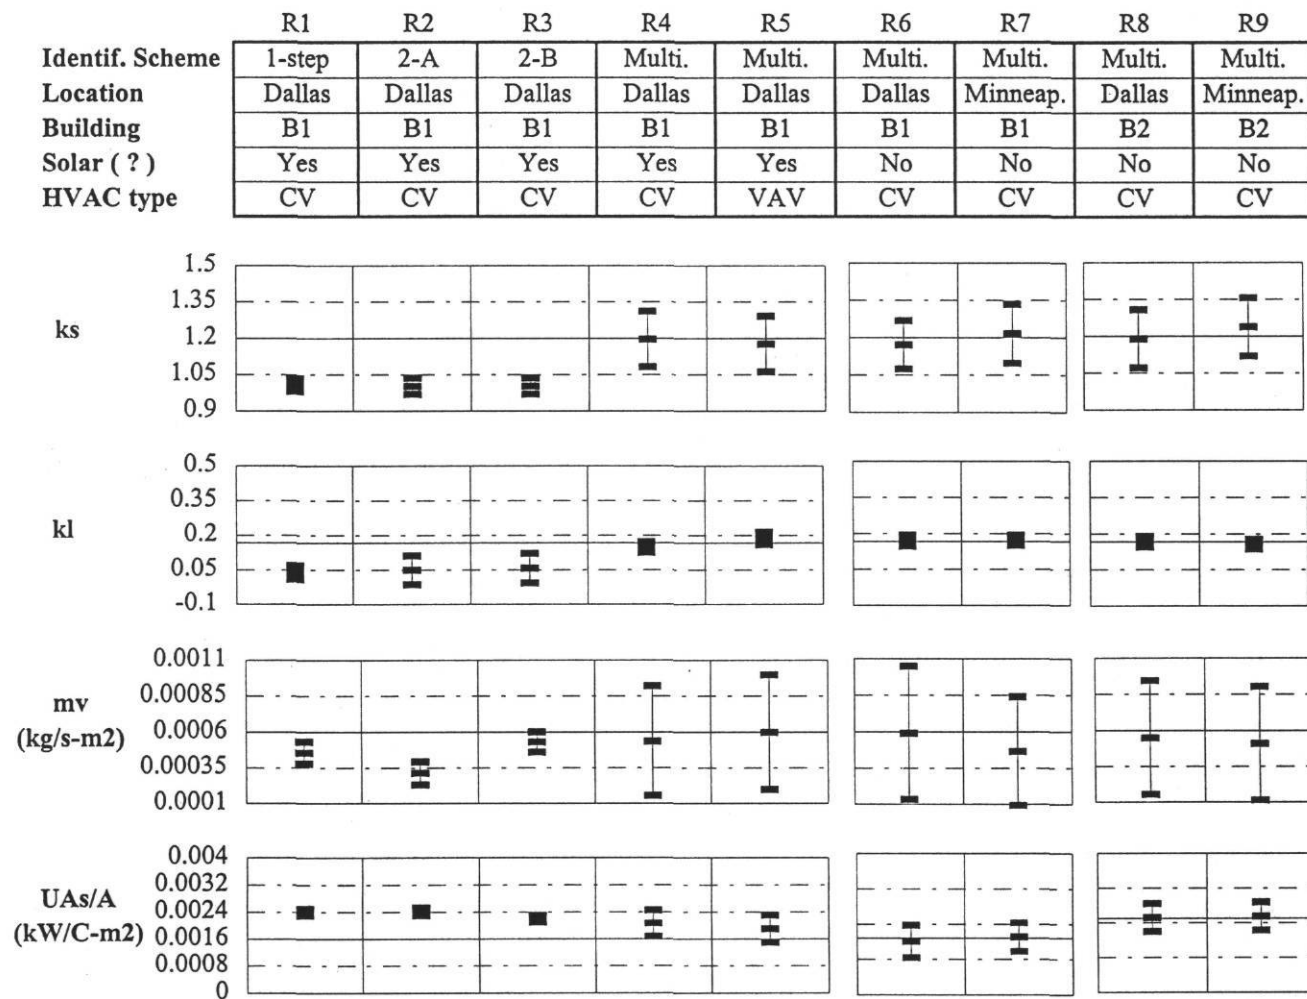 R1 R2 R3 R4 R5 R6 R7 R8 R9
Identif. Scheme 1-step 2-A 2-B Multi. Multi. Multi. Multi. Multi. Multi.
Location Dallas Dallas Dallas Dallas Dallas Dallas Minneap. Dallas Minneap.
Building B1 B1 B1 B1 B1 B1 B1 B2 B2
Solar ( ? ) Yes Yes Yes Yes Yes No No No No
HVAC type CV CV CV CV VAV CV CV CV CV
1.5
1.35
ks
1.2
1.05
0.9
0.5
0.35
kl
0.2
0.05
-0.1
0.0011
0.00085
mv
(kg/s-m2)
0.0006
0.00035
0.0001
0.004
0.0032
UAs/A
(kW/C-m2)
0.0024
0.0016
0.0008
0